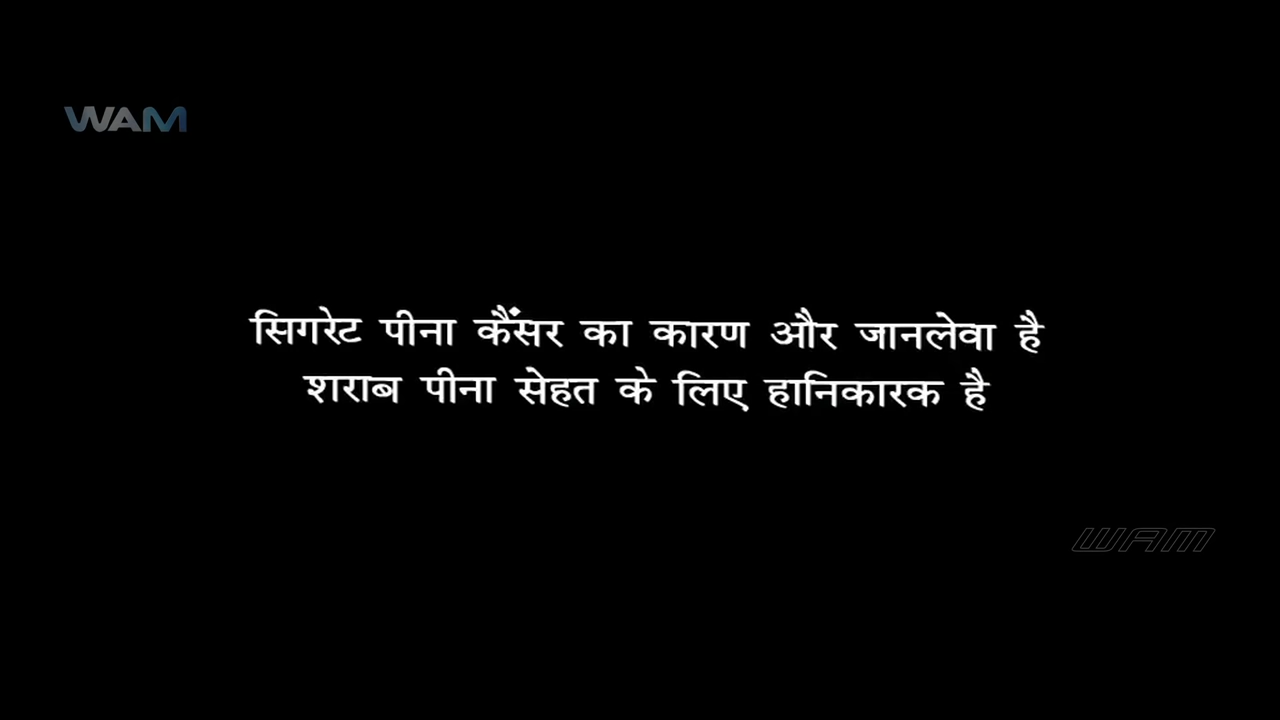 WAM
सिगरेट पीना कैंसर का कारण और जानलेवा है
शराब पीना सेहत के लिए हानिकारक है
WAM